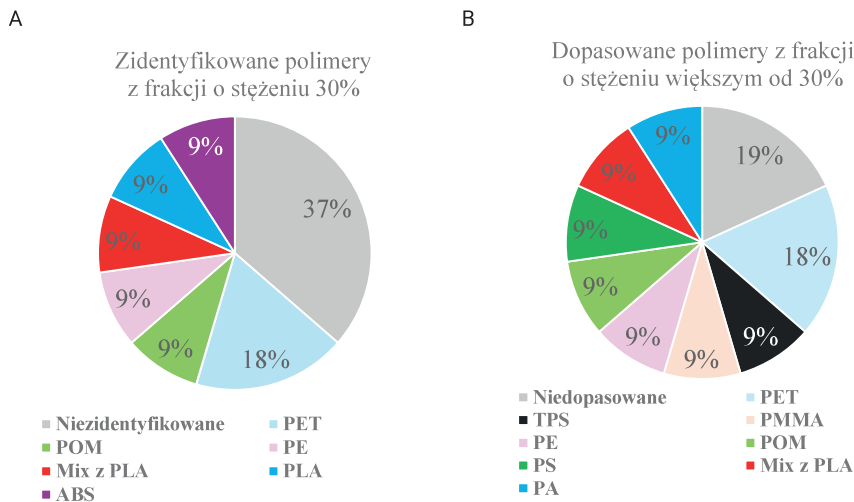 A
Zidentyfikowane polimery
z frakcji o stężeniu 30%
9%
37%
9%
9%
9%
9%
18%
Niezidentyfikowane
PET
POM
PE
Mix z PLA
PLA
ABS
B
Dopasowane polimery z frakcji
o stężeniu większym od 30%
9%
19%
9%
9%
18%
9%
9%
9%
9%
Niedopasowane
PET
TPS
PMMA
PE
POM
PS
Mix z PLA
PA